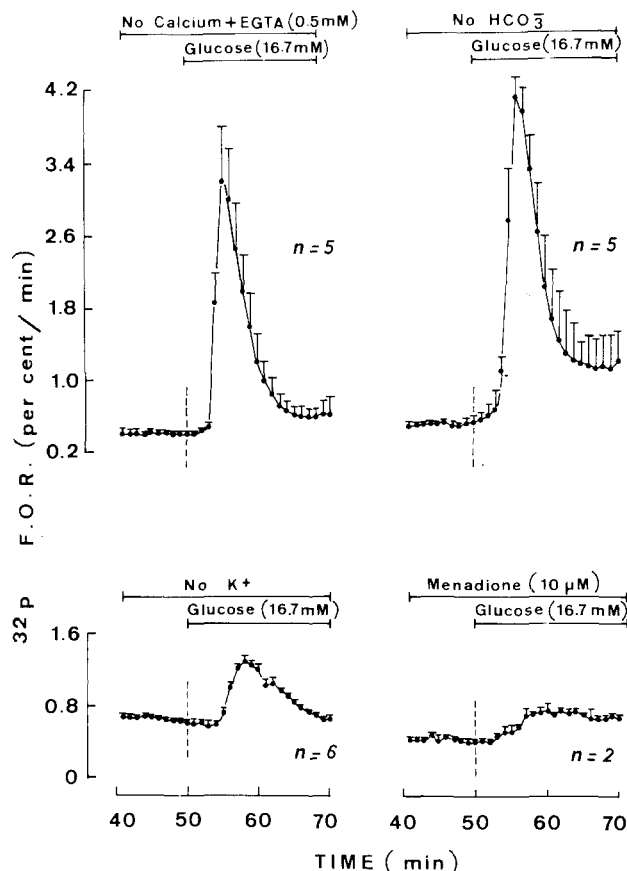 No Calcium + EGTA (0.5mM)
Glucose (16.7mM)
No HCO3-
Glucose (16.7mM)
4.2
3.4
2.6
1.8
1.0
0.2
n = 5
n = 5
32P F.O.R. (per cent / min)
No K+
Glucose (16.7mM)
Menadione (10 µM)
Glucose (16.7mM)
1.6
0.8
0
n = 6
n = 2
40 50 60 70
40 50 60 70
TIME (min)